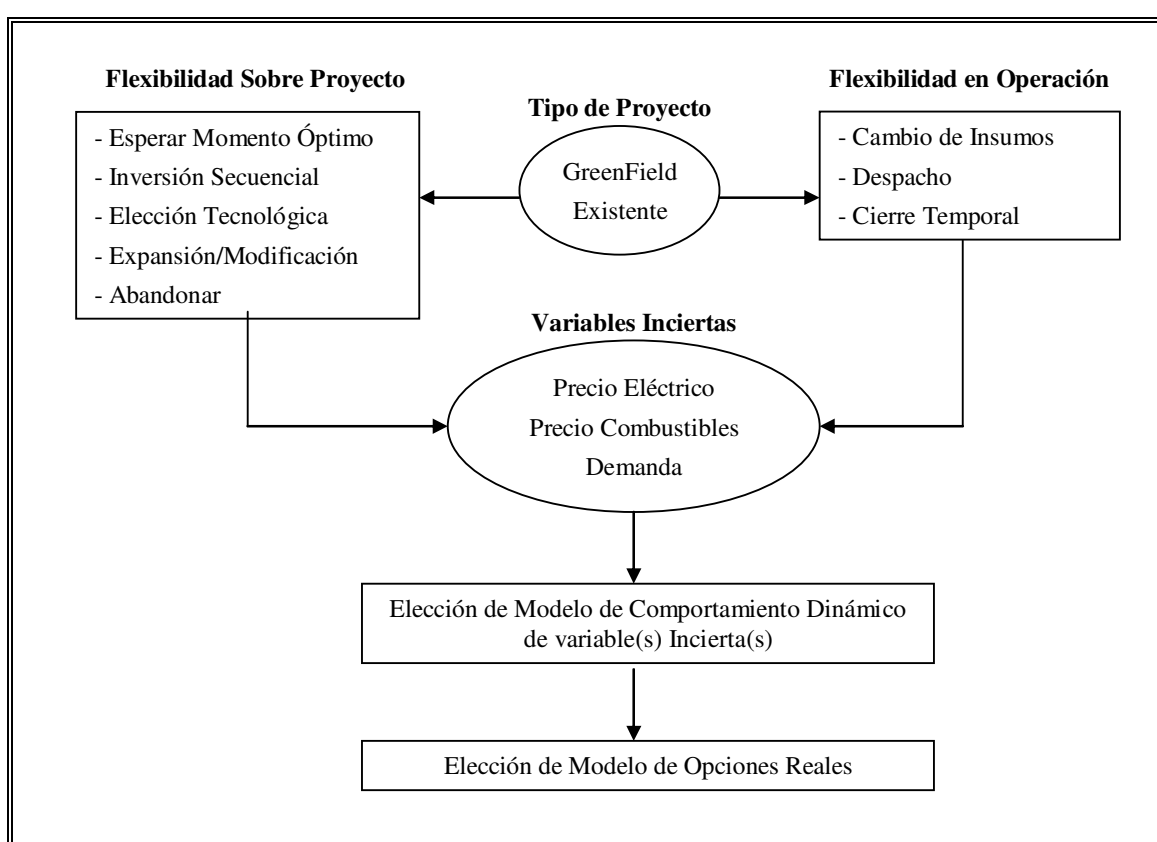 Flexibilidad Sobre Proyecto
- Esperar Momento Óptimo
- Inversión Secuencial
- Elección Tecnológica
- Expansión/Modificación
- Abandonar
Tipo de Proyecto
GreenField
Existente
Flexibilidad en Operación
- Cambio de Insumos
- Despacho
- Cierre Temporal
Variables Inciertas
Precio Eléctrico
Precio Combustibles
Demanda
Elección de Modelo de Comportamiento Dinámico
de variable(s) Incierta(s)
Elección de Modelo de Opciones Reales